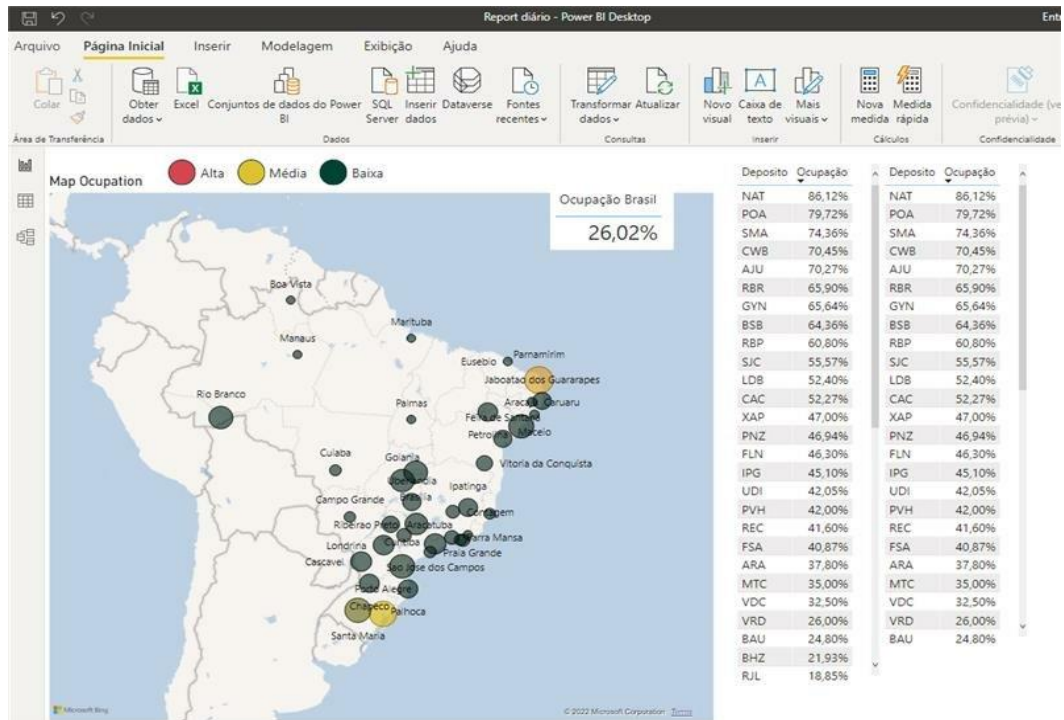 Report diário - Power BI Desktop
Entr
Arquivo
Página Inicial
Inserir
Modelagem
Exibição
Ajuda
Colar
Obter dados
Excel
Conjuntos de dados do Power BI
SQL Server
Inserir dados
Dataverse
Fontes recentes
Transformar dados
Atualizar
Novo visual
Caixa de texto
Mais visuais
Nova medida
Medida rápida
Confidencialidade (ve
prévia)
Área de Transferência
Dados
Consultas
Inserir
Cálculos
Confidencialidade
Map Ocupation
Alta
Média
Baixa
Ocupação Brasil
26,02%
Boa Vista
Manaus
Marituba
Eusebio
Parnamirim
Jaboatao dos Guararapes
Rio Branco
Palmas
Aracaju
Caruaru
Feira de Santana
Petrolina
Maceio
Cuiaba
Goiania
Vitoria da Conquista
Uberlandia
Ipatinga
Campo Grande
Brasilia
Contagem
Ribeirao Preto
Aracatuba
Barra Mansa
Londrina
Curitiba
Praia Grande
Cascavel
Sao Jose dos Campos
Porto Alegre
Chapeco
Palhoca
Santa Maria
Microsoft Bing
© 2022 Microsoft Corporation Terms
Deposito Ocupação
NAT 86,12%
POA 79,72%
SMA 74,36%
CWB 70,45%
AJU 70,27%
RBR 65,90%
GYN 65,64%
BSB 64,36%
RBP 60,80%
SJC 55,57%
LDB 52,40%
CAC 52,27%
XAP 47,00%
PNZ 46,94%
FLN 46,30%
IPG 45,10%
UDI 42,05%
PVH 42,00%
REC 41,60%
FSA 40,87%
ARA 37,80%
MTC 35,00%
VDC 32,50%
VRD 26,00%
BAU 24,80%
BHZ 21,93%
RJL 18,85%
Deposito Ocupação
NAT 86,12%
POA 79,72%
SMA 74,36%
CWB 70,45%
AJU 70,27%
RBR 65,90%
GYN 65,64%
BSB 64,36%
RBP 60,80%
SJC 55,57%
LDB 52,40%
CAC 52,27%
XAP 47,00%
PNZ 46,94%
FLN 46,30%
IPG 45,10%
UDI 42,05%
PVH 42,00%
REC 41,60%
FSA 40,87%
ARA 37,80%
MTC 35,00%
VDC 32,50%
VRD 26,00%
BAU 24,80%